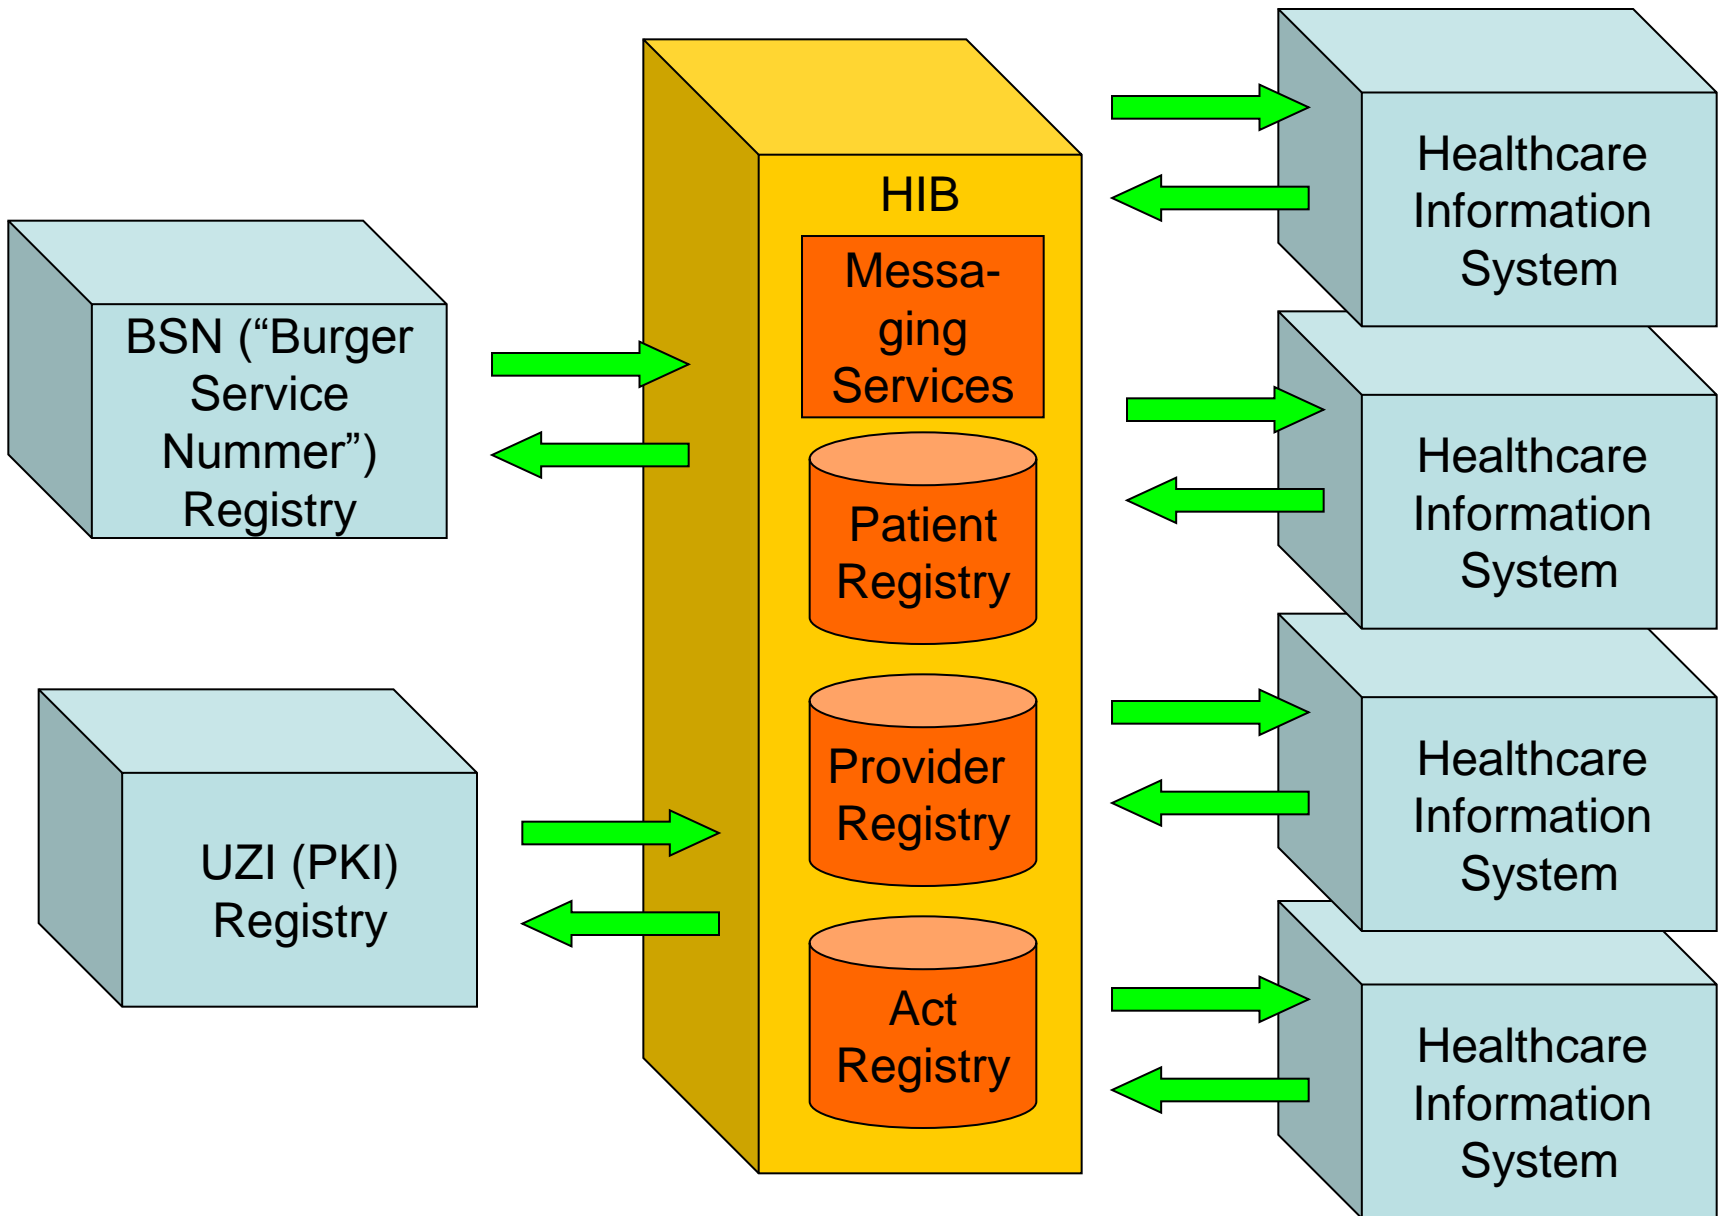 BSN (“Burger
Service
Nummer”)
Registry
UZI (PKI)
Registry
HIB
Messa-
ging
Services
Patient
Registry
Provider
Registry
Act
Registry
Healthcare
Information
System
Healthcare
Information
System
Healthcare
Information
System
Healthcare
Information
System